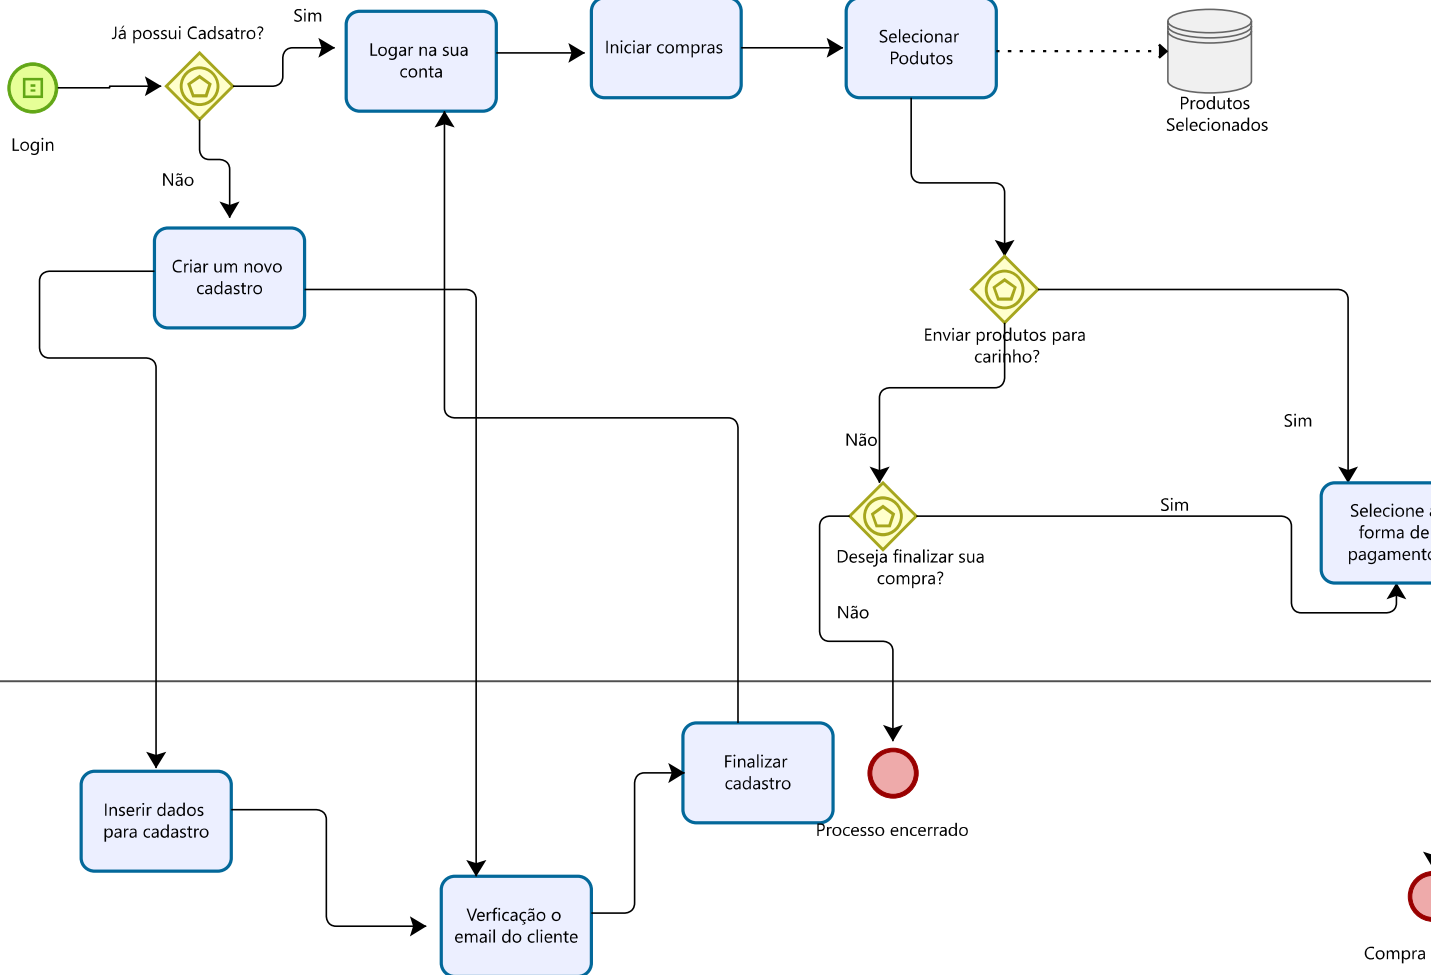 Sim
Já possui Cadsatro?
Logar na sua
conta
Iniciar compras
Selecionar
Podutos
Produtos
Selecionados
Login
Não
Criar um novo
cadastro
Enviar produtos para
carinho?
Sim
Não
Sim
Selecione a
forma de
pagamento
Deseja finalizar sua
compra?
Não
Finalizar
cadastro
Inserir dados
para cadastro
Processo encerrado
Verficação o
email do cliente
Compra